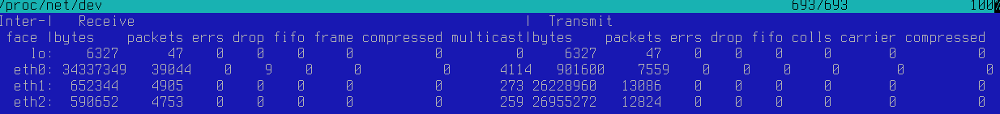 /proc/net/dev 693/693 100%
Inter-|   Receive                                                |  Transmit
 face |bytes    packets errs drop fifo frame compressed multicast|bytes    packets errs drop fifo colls carrier compressed
    lo:    6327      47    0    0    0     0          0         0     6327      47    0    0    0     0       0          0
  eth0: 34337349   39044    0    9    0     0          0      4114   901600    7559    0    0    0     0       0          0
  eth1:  652344    4905    0    0    0     0          0       273 26228960   13086    0    0    0     0       0          0
  eth2:  590652    4753    0    0    0     0          0       259 26955272   12824    0    0    0     0       0          0